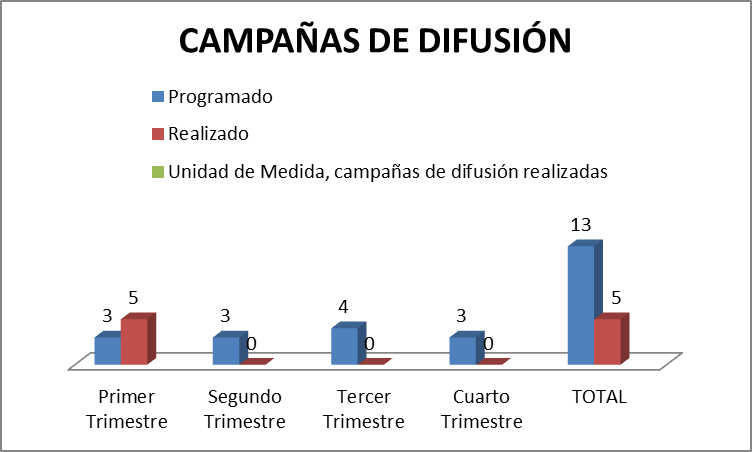 CAMPAÑAS DE DIFUSIÓN
Programado
Realizado
Unidad de Medida, campañas de difusión realizadas
13
3 5 3 0 4 0 3 0 5
Primer Segundo Tercer Cuarto TOTAL
Trimestre Trimestre Trimestre Trimestre